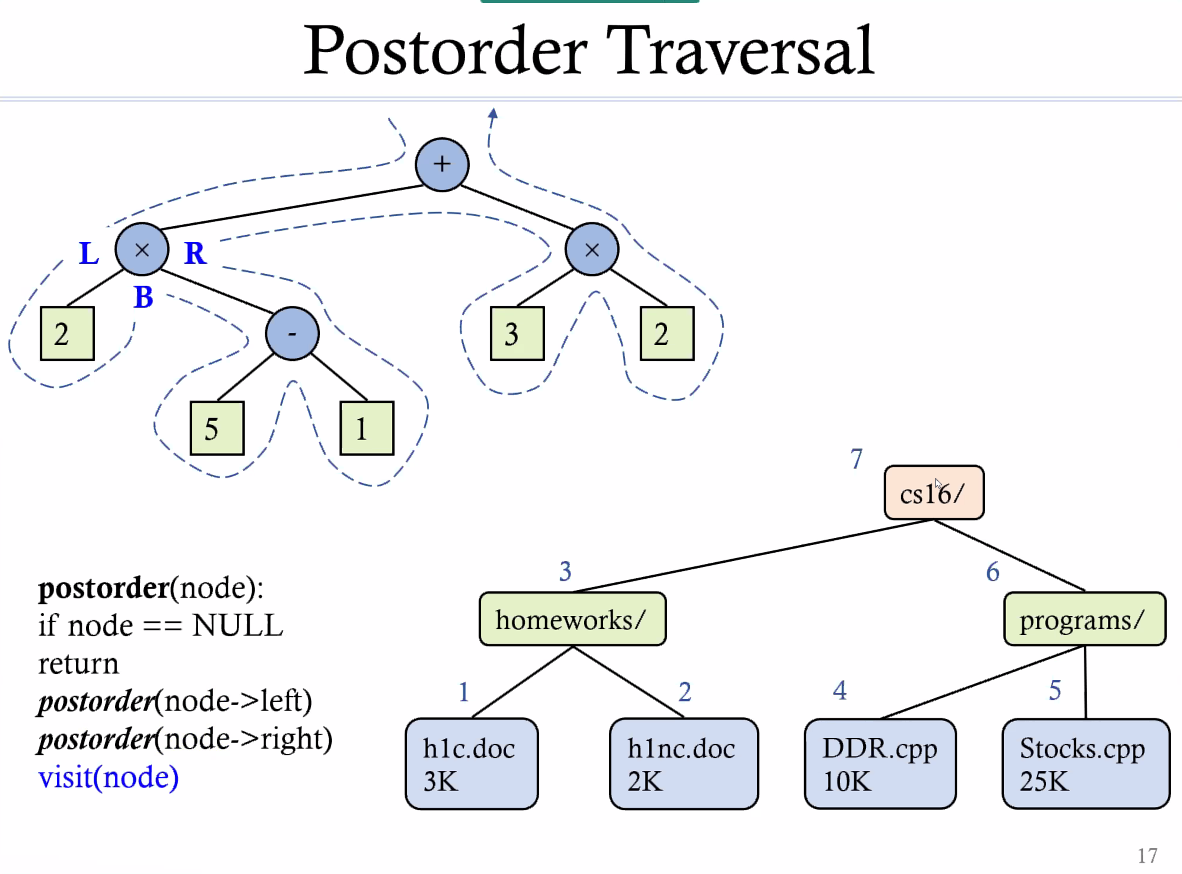 Postorder Traversal
+
L × R
×
B
2
-
3
2
5
1
7
cs16/
3
6
homeworks/
programs/
1
2
4
5
h1c.doc
3K
h1nc.doc
2K
DDR.cpp
10K
Stocks.cpp
25K
postorder(node):
if node == NULL
return
postorder(node->left)
postorder(node->right)
visit(node)
17